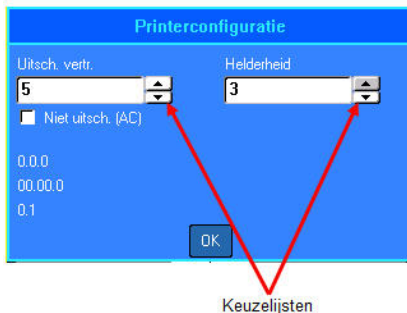 Printerconfiguratie
Uitsch. vertr.
Helderheid
5
3
Niet uitsch. (AC)
0.0.0
00.00.0
0.1
OK
Keuzelijsten